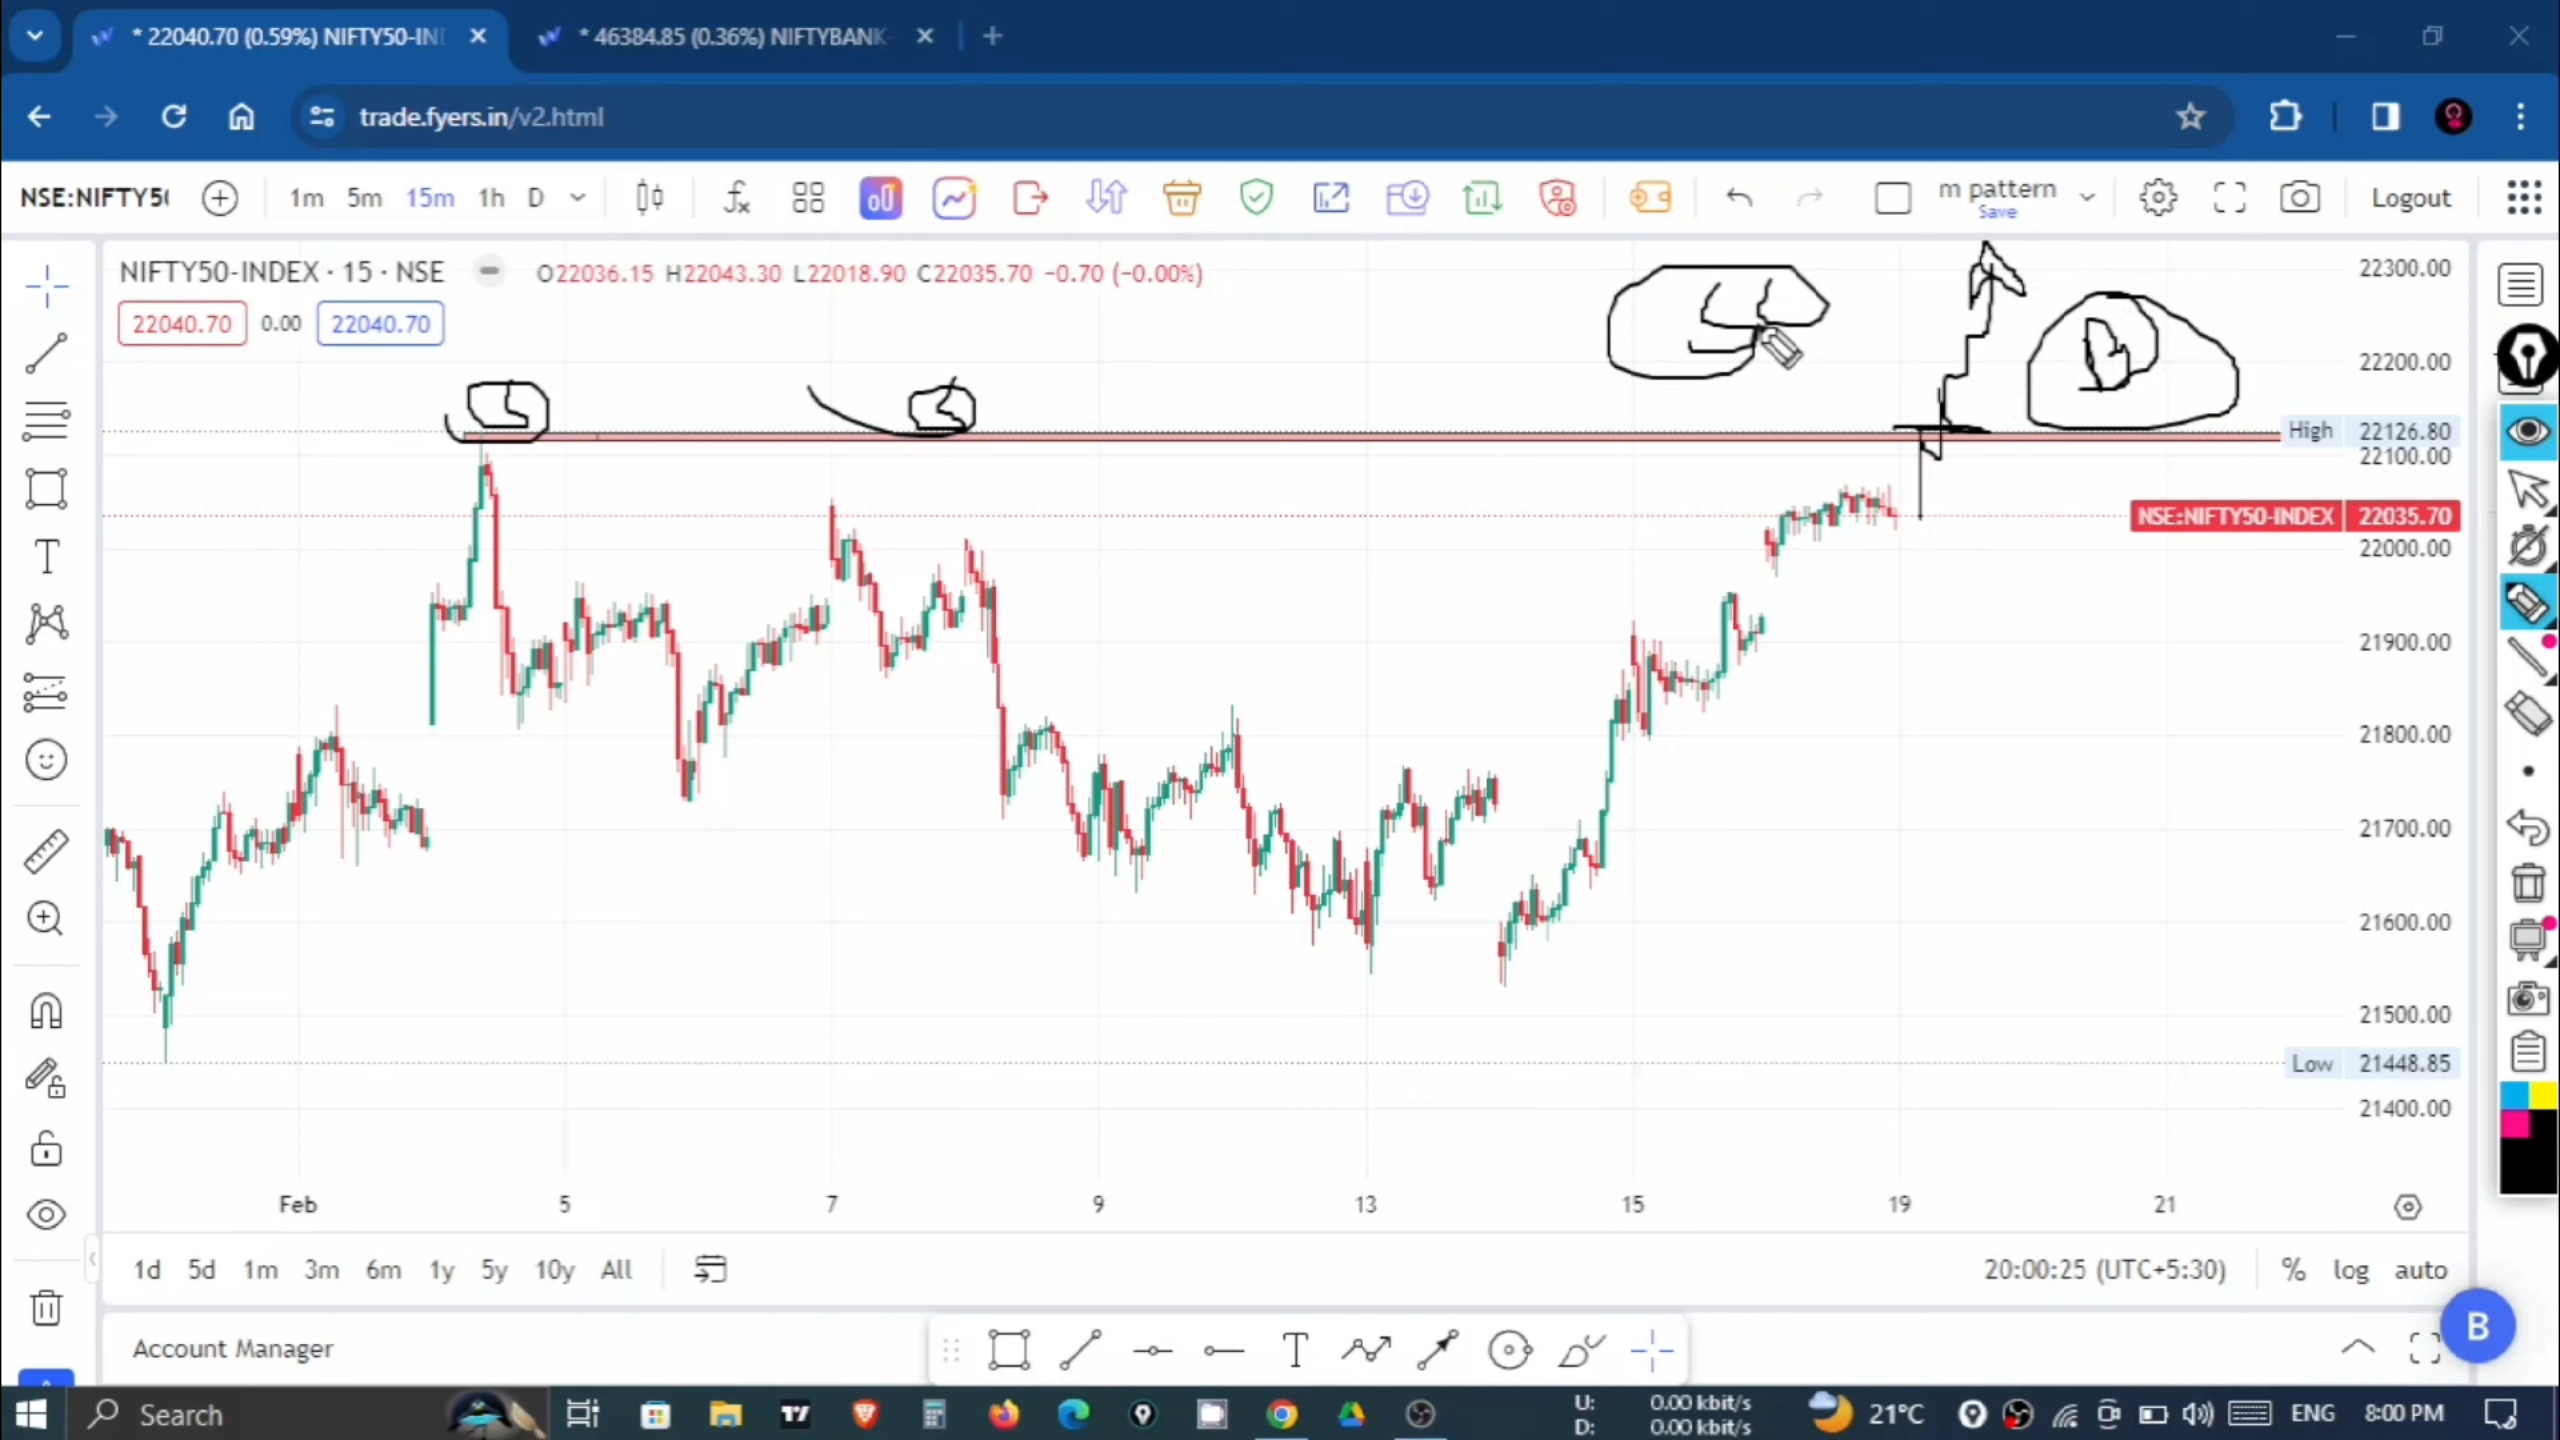 * 22040.70 (0.59%) NIFTY50-IN
* 46384.85 (0.36%) NIFTYBANK-
trade.fyers.in/v2.html
NSE:NIFTY50
1m 5m 15m 1h D
m pattern
Save
Logout
NIFTY50-INDEX · 15 · NSE
O22036.15 H22043.30 L22018.90 C22035.70 −0.70 (−0.00%)
22040.70 0.00 22040.70
22300.00
22200.00
High 22126.80
22100.00
NSE:NIFTY50-INDEX 22035.70
22000.00
21900.00
21800.00
21700.00
21600.00
21500.00
Low 21448.85
21400.00
Feb 5 7 9 13 15 19 21
1d 5d 1m 3m 6m 1y 5y 10y All
20:00:25 (UTC+5:30) % log auto
Account Manager
B
Search
U: 0.00 kbit/s
D: 0.00 kbit/s
21°C
ENG
8:00 PM